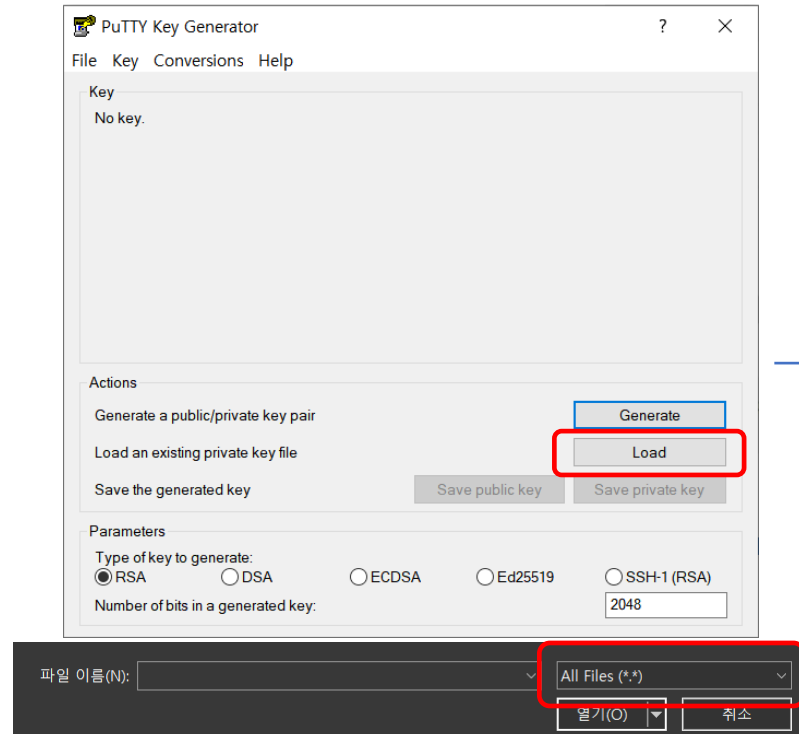 PuTTY Key Generator ?
File Key Conversions Help
Key
No key.
Actions
Generate a public/private key pair Generate
Load an existing private key file Load
Save the generated key Save public key Save private key
Parameters
Type of key to generate:
RSA DSA ECDSA Ed25519 SSH-1 (RSA)
Number of bits in a generated key: 2048
파일 이름(N): All Files (*.*)
열기(O) 취소